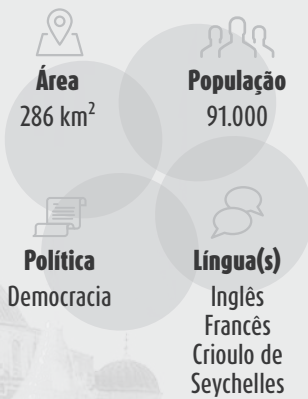 Área
286 km²
População
91.000
Política
Democracia
Língua(s)
Inglês
Francês
Crioulo de
Seychelles